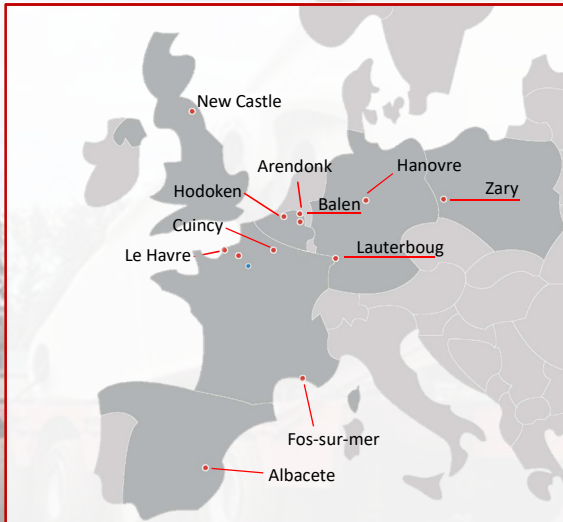 New Castle
Arendonk
Hanovre
Hodoken
Balen
Zary
Cuincy
Le Havre
Lauterboug
Fos-sur-mer
Albacete